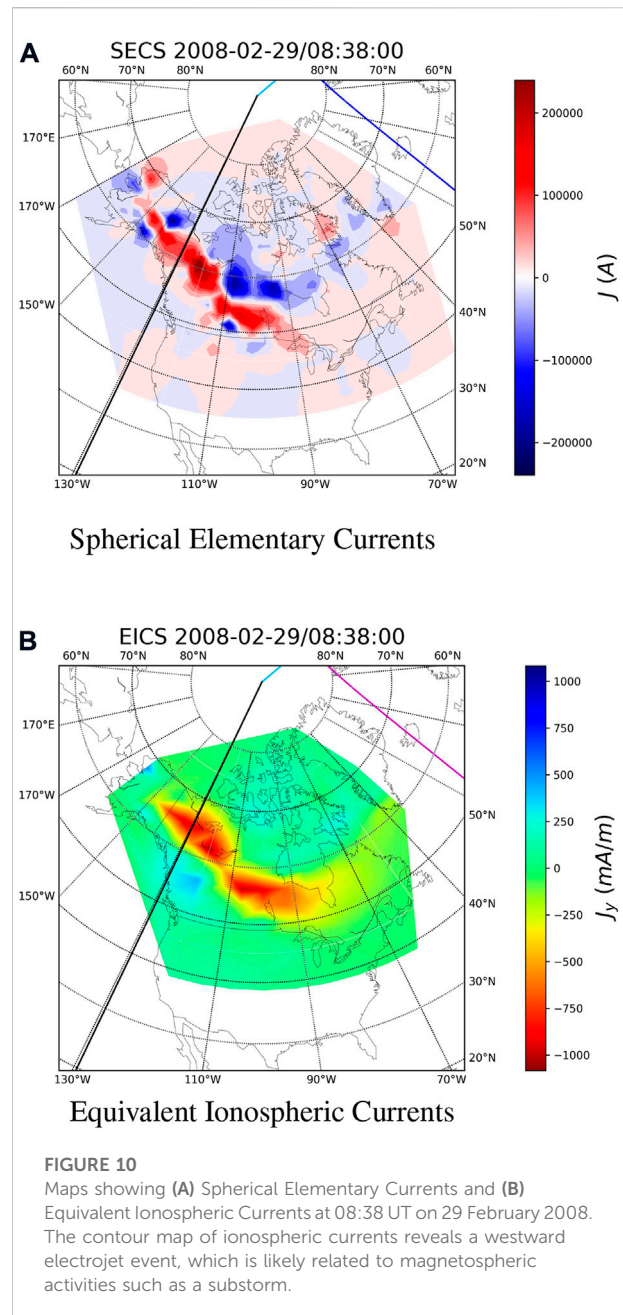 A
SECS 2008-02-29/08:38:00
60°N 70°N 80°N 80°N 70°N 60°N
170°E
170°W
150°W
50°N
40°N
30°N
20°N
130°W 110°W 90°W 70°W
200000
100000
0
−100000
−200000
J (A)
Spherical Elementary Currents
B
EICS 2008-02-29/08:38:00
60°N 70°N 80°N 90°N 80°N 70°N 60°N
170°E
170°W
150°W
50°N
40°N
30°N
20°N
130°W 110°W 90°W 70°W
1000
750
500
250
0
−250
−500
−750
−1000
Jy (mA/m)
Equivalent Ionospheric Currents
FIGURE 10
Maps showing (A) Spherical Elementary Currents and (B)
Equivalent Ionospheric Currents at 08:38 UT on 29 February 2008.
The contour map of ionospheric currents reveals a westward
electrojet event, which is likely related to magnetospheric
activities such as a substorm.